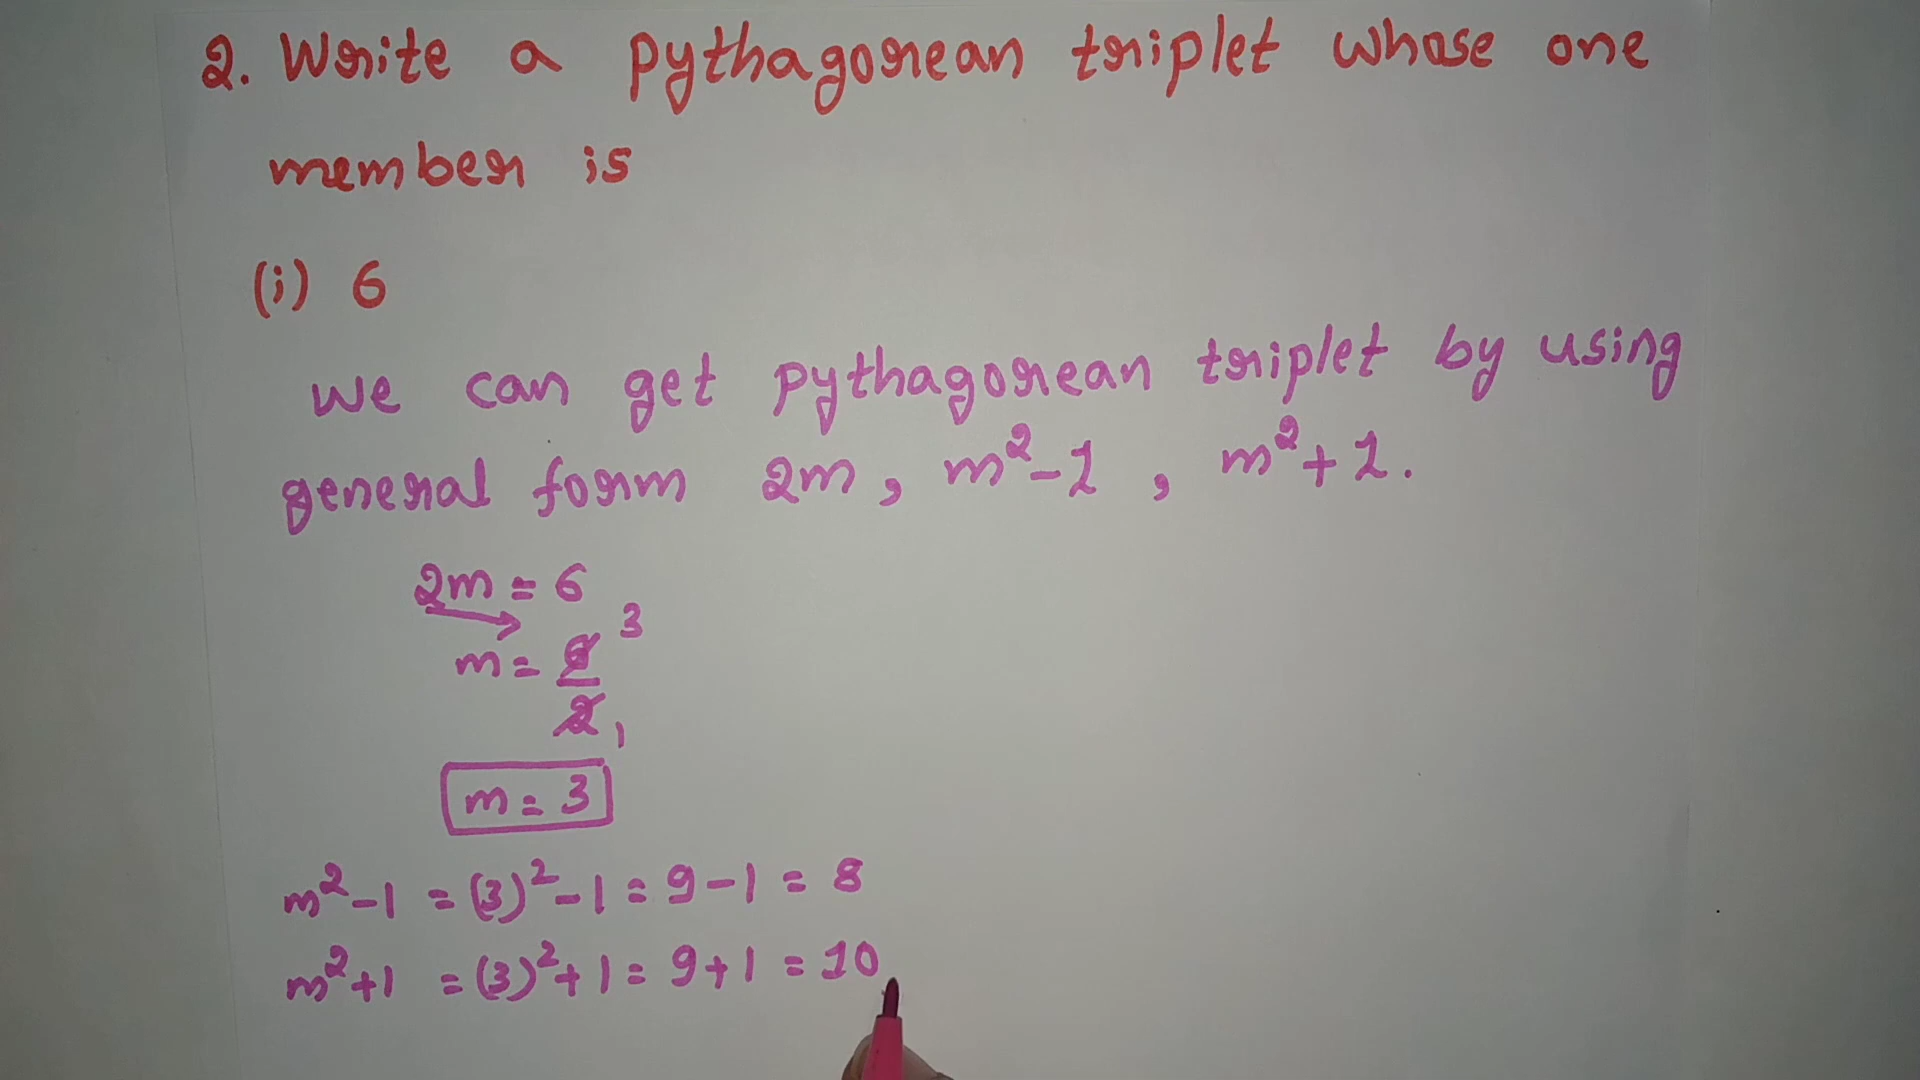 2. Write a pythagorean triplet whose one
member is
(i) 6
We can get pythagorean triplet by using
general form 2m, m²-1, m²+1.
2m = 6
m = 6/2 3 1
m = 3
m²-1 = (3)²-1 = 9-1 = 8
m²+1 = (3)²+1 = 9+1 = 10